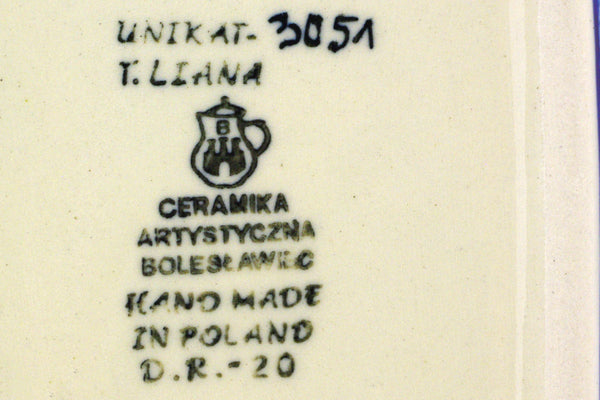 UNIKAT- 3051
T. LIANA
B
CERAMIKA
ARTYSTYCZNA
BOLESŁAWIEC
HAND MADE
IN POLAND
D.R.-20